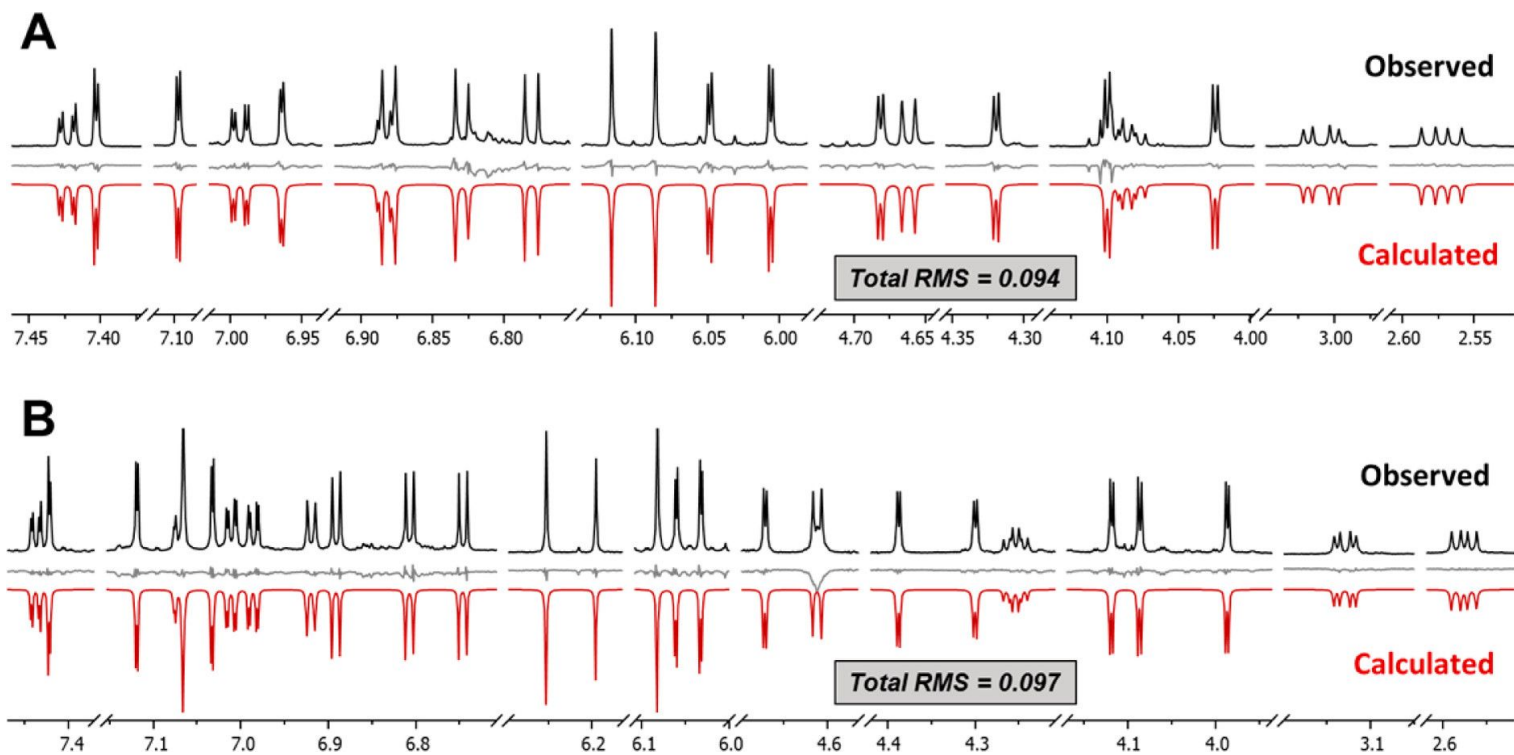 A
Observed
Calculated
Total RMS = 0.094
7.45 7.40 7.10 7.00 6.95 6.90 6.85 6.80 6.10 6.05 6.00 4.70 4.65 4.35 4.30 4.10 4.05 4.00 3.00 2.60 2.55
B
Observed
Calculated
Total RMS = 0.097
7.4 7.1 7.0 6.9 6.8 6.2 6.1 6.0 4.6 4.4 4.3 4.1 4.0 3.1 2.6